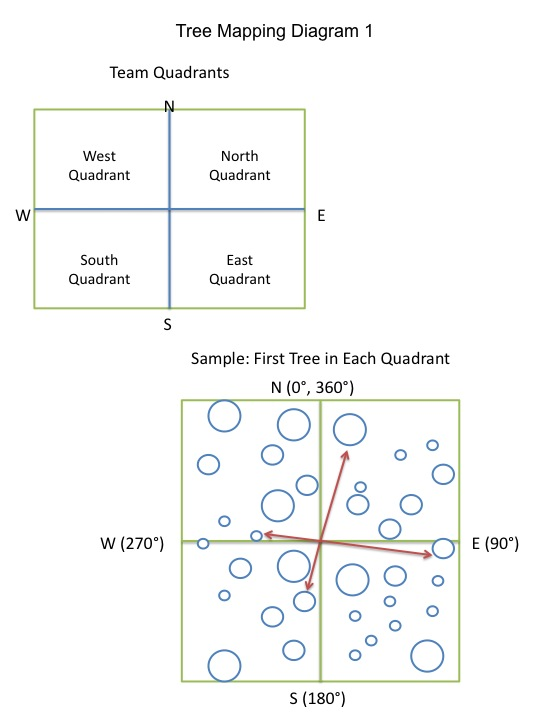 Tree Mapping Diagram 1
Team Quadrants
N
West
Quadrant
North
Quadrant
W
E
South
Quadrant
East
Quadrant
S
Sample: First Tree in Each Quadrant
N (0°, 360°)
W (270°)
E (90°)
S (180°)